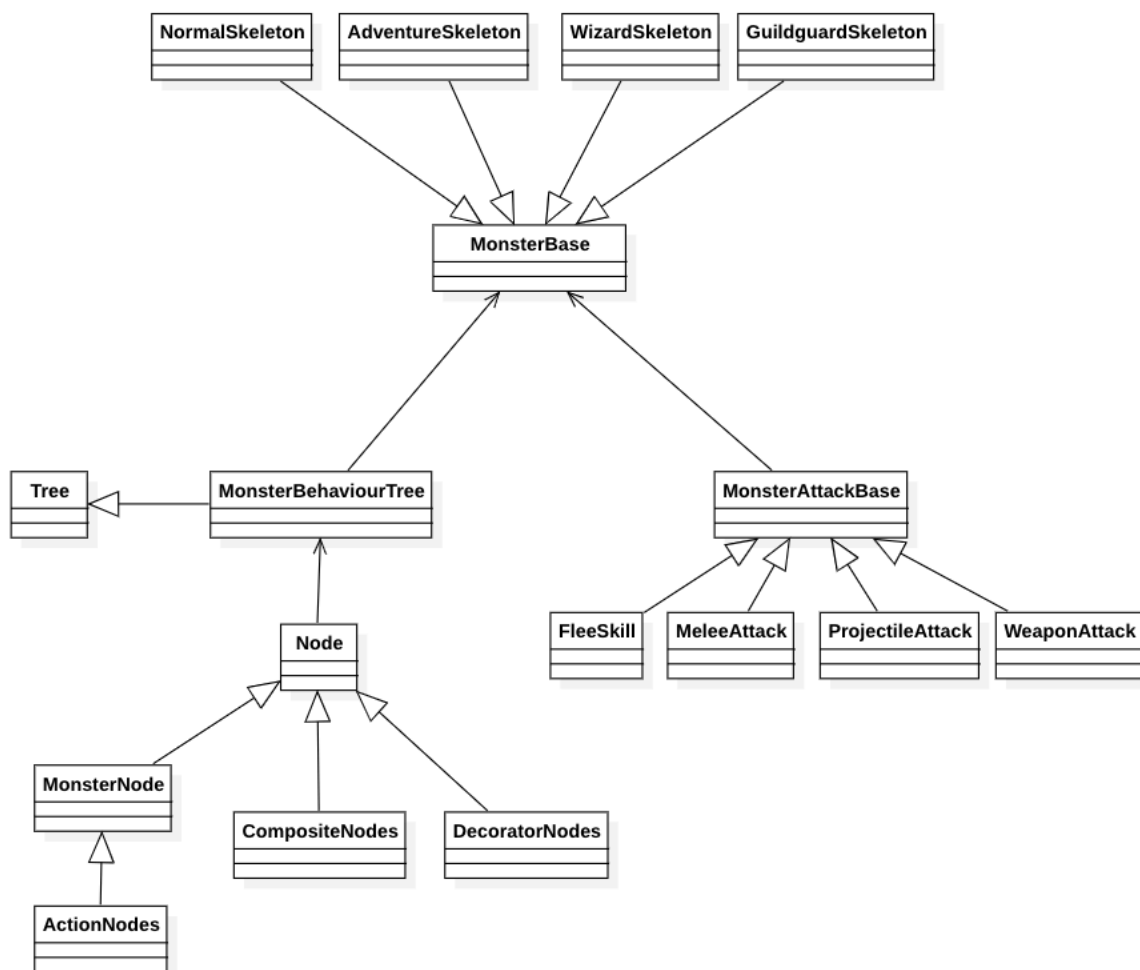 NormalSkeleton
AdventureSkeleton
WizardSkeleton
GuildguardSkeleton
MonsterBase
Tree
MonsterBehaviourTree
MonsterAttackBase
FleeSkill
MeleeAttack
ProjectileAttack
WeaponAttack
Node
MonsterNode
CompositeNodes
DecoratorNodes
ActionNodes